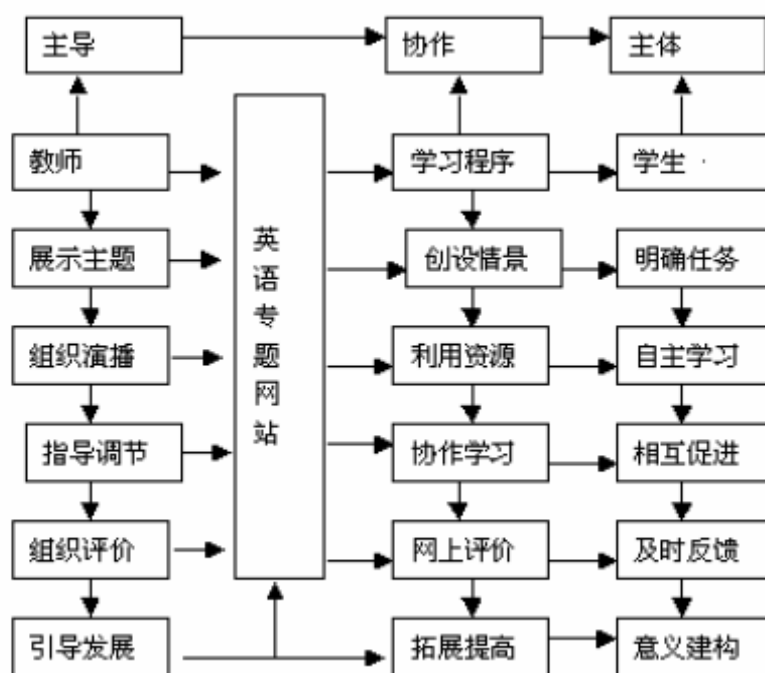 主导
协作
主体
教师
学习程序
学生
英语专题网站
展示主题
创设情景
明确任务
组织演播
利用资源
自主学习
指导调节
协作学习
相互促进
组织评价
网上评价
及时反馈
引导发展
拓展提高
意义建构